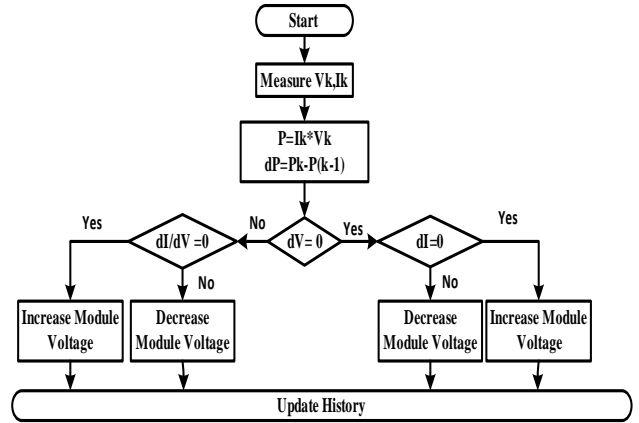 Start
Measure Vk,Ik
P=Ik*Vk
dP=Pk-P(k-1)
Yes
dI/dV =0
No
dV= 0
Yes
dI=0
Yes
No
No
Increase Module
Voltage
Decrease
Module Voltage
Decrease
Module Voltage
Increase Module
Voltage
Update History